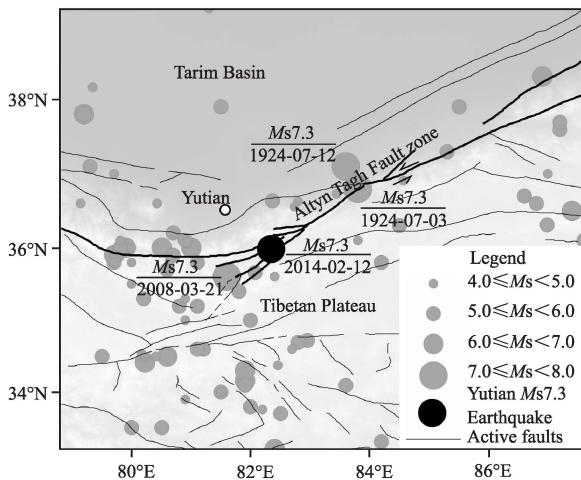 Tarim Basin
38°N
Ms7.3
1924-07-12
Altyn Tagh Fault zone
Yutian
Ms7.3
1924-07-03
36°N
Ms7.3
2014-02-12
Ms7.3
2008-03-21
Tibetan Plateau
Legend
4.0≤Ms<5.0
5.0≤Ms<6.0
6.0≤Ms<7.0
7.0≤Ms<8.0
Yutian Ms7.3
Earthquake
Active faults
34°N
80°E
82°E
84°E
86°E